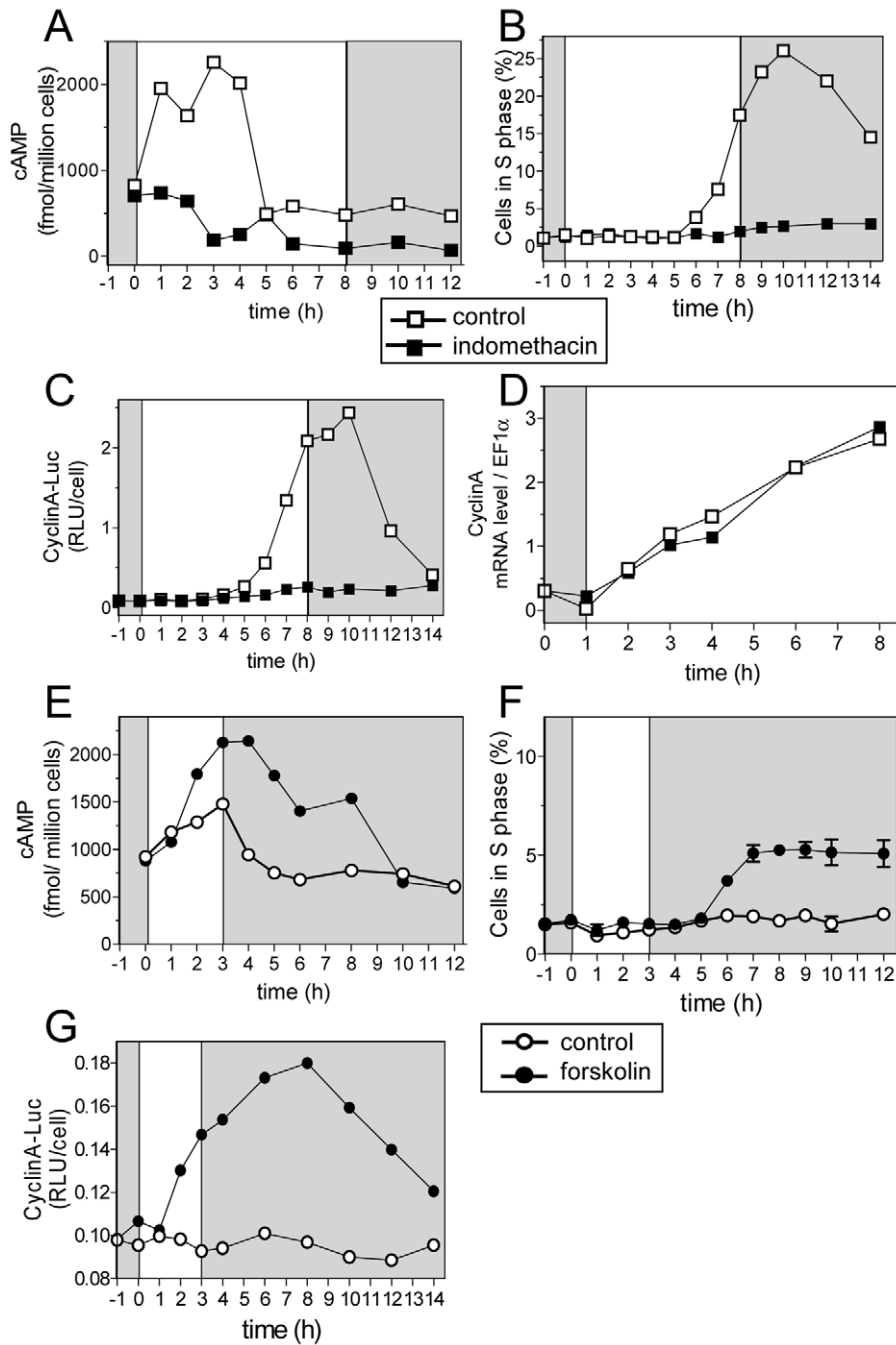 A
cAMP
(fmol/million cells)
2000
1000
0
-1 0 1 2 3 4 5 6 7 8 9 10 11 12
time (h)
B
Cells in S phase (%)
25
20
15
10
5
0
-1 0 1 2 3 4 5 6 7 8 9 10 11 12 13 14
time (h)
control
indomethacin
C
CyclinA-Luc
(RLU/cell)
2
1
0
-1 0 1 2 3 4 5 6 7 8 9 10 11 12 13 14
time (h)
D
CyclinA
mRNA level / EF1α
3
2
1
0
0 1 2 3 4 5 6 7 8
time (h)
E
cAMP
(fmol/ million cells)
2000
1500
1000
500
0
-1 0 1 2 3 4 5 6 7 8 9 10 11 12
time (h)
F
Cells in S phase (%)
10
5
0
-1 0 1 2 3 4 5 6 7 8 9 10 11 12
time (h)
control
forskolin
G
CyclinA-Luc
(RLU/cell)
0.18
0.16
0.14
0.12
0.10
0.08
-1 0 1 2 3 4 5 6 7 8 9 10 11 12 13 14
time (h)